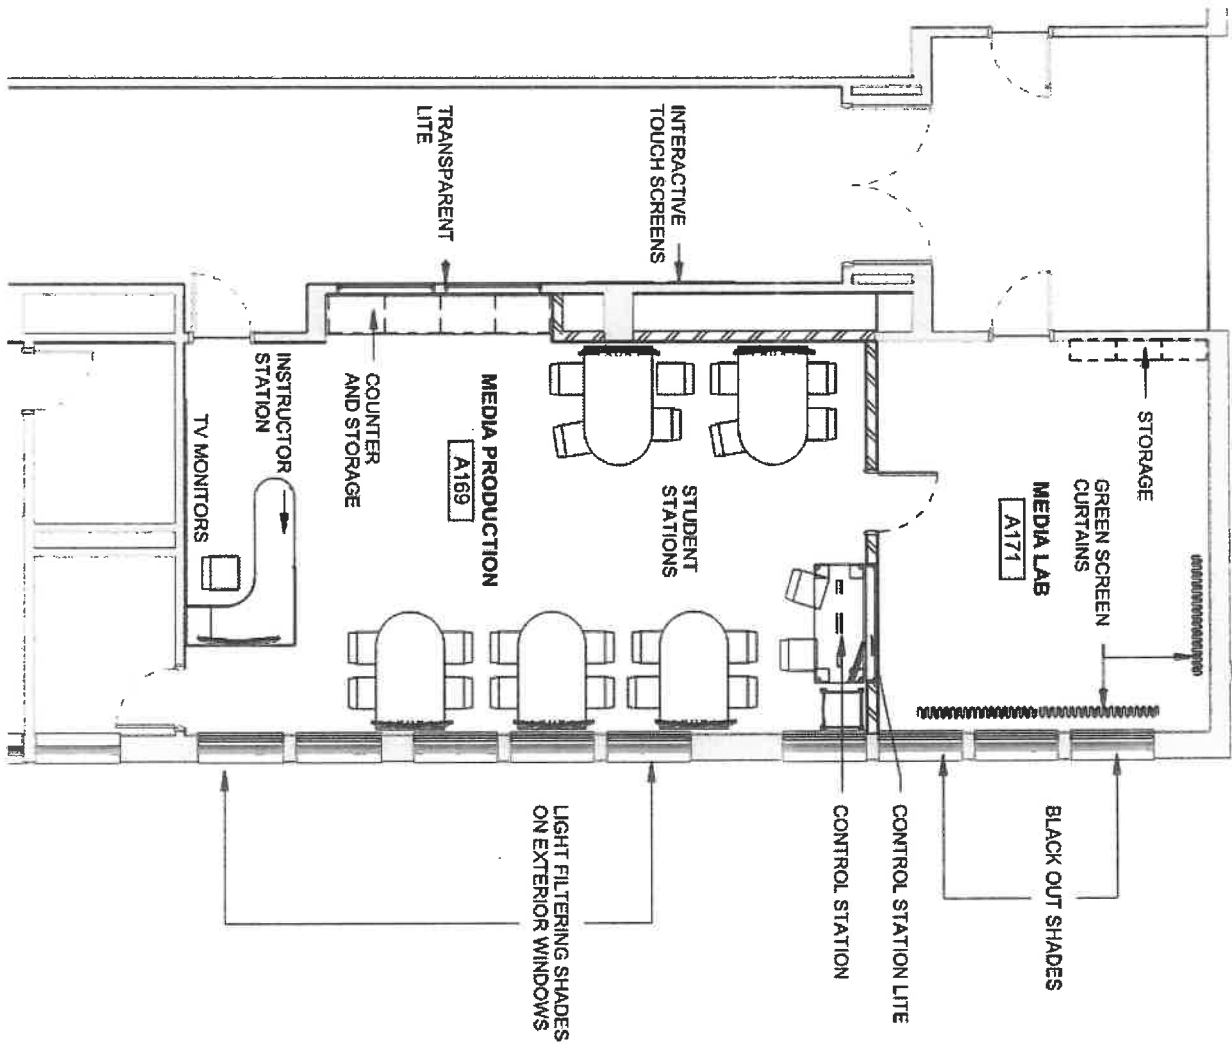 INTERACTIVE
TOUCH SCREENS
TRANSPARENT
LITE
STORAGE
GREEN SCREEN
CURTAINS
MEDIA LAB
A171
STUDENT
STATIONS
MEDIA PRODUCTION
A169
COUNTER
AND STORAGE
INSTRUCTOR
STATION
TV MONITORS
BLACK OUT SHADES
CONTROL STATION LITE
CONTROL STATION
LIGHT FILTERING SHADES
ON EXTERIOR WINDOWS